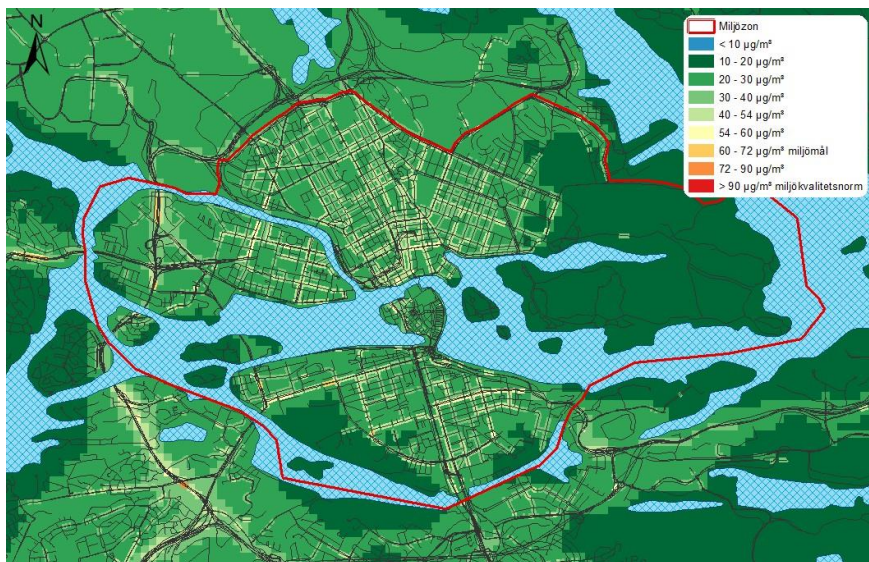 N
Miljözon
< 10 µg/m³
10 - 20 µg/m³
20 - 30 µg/m³
30 - 40 µg/m³
40 - 54 µg/m³
54 - 60 µg/m³
60 - 72 µg/m³ miljömål
72 - 90 µg/m³
> 90 µg/m³ miljökvalitetsnorm